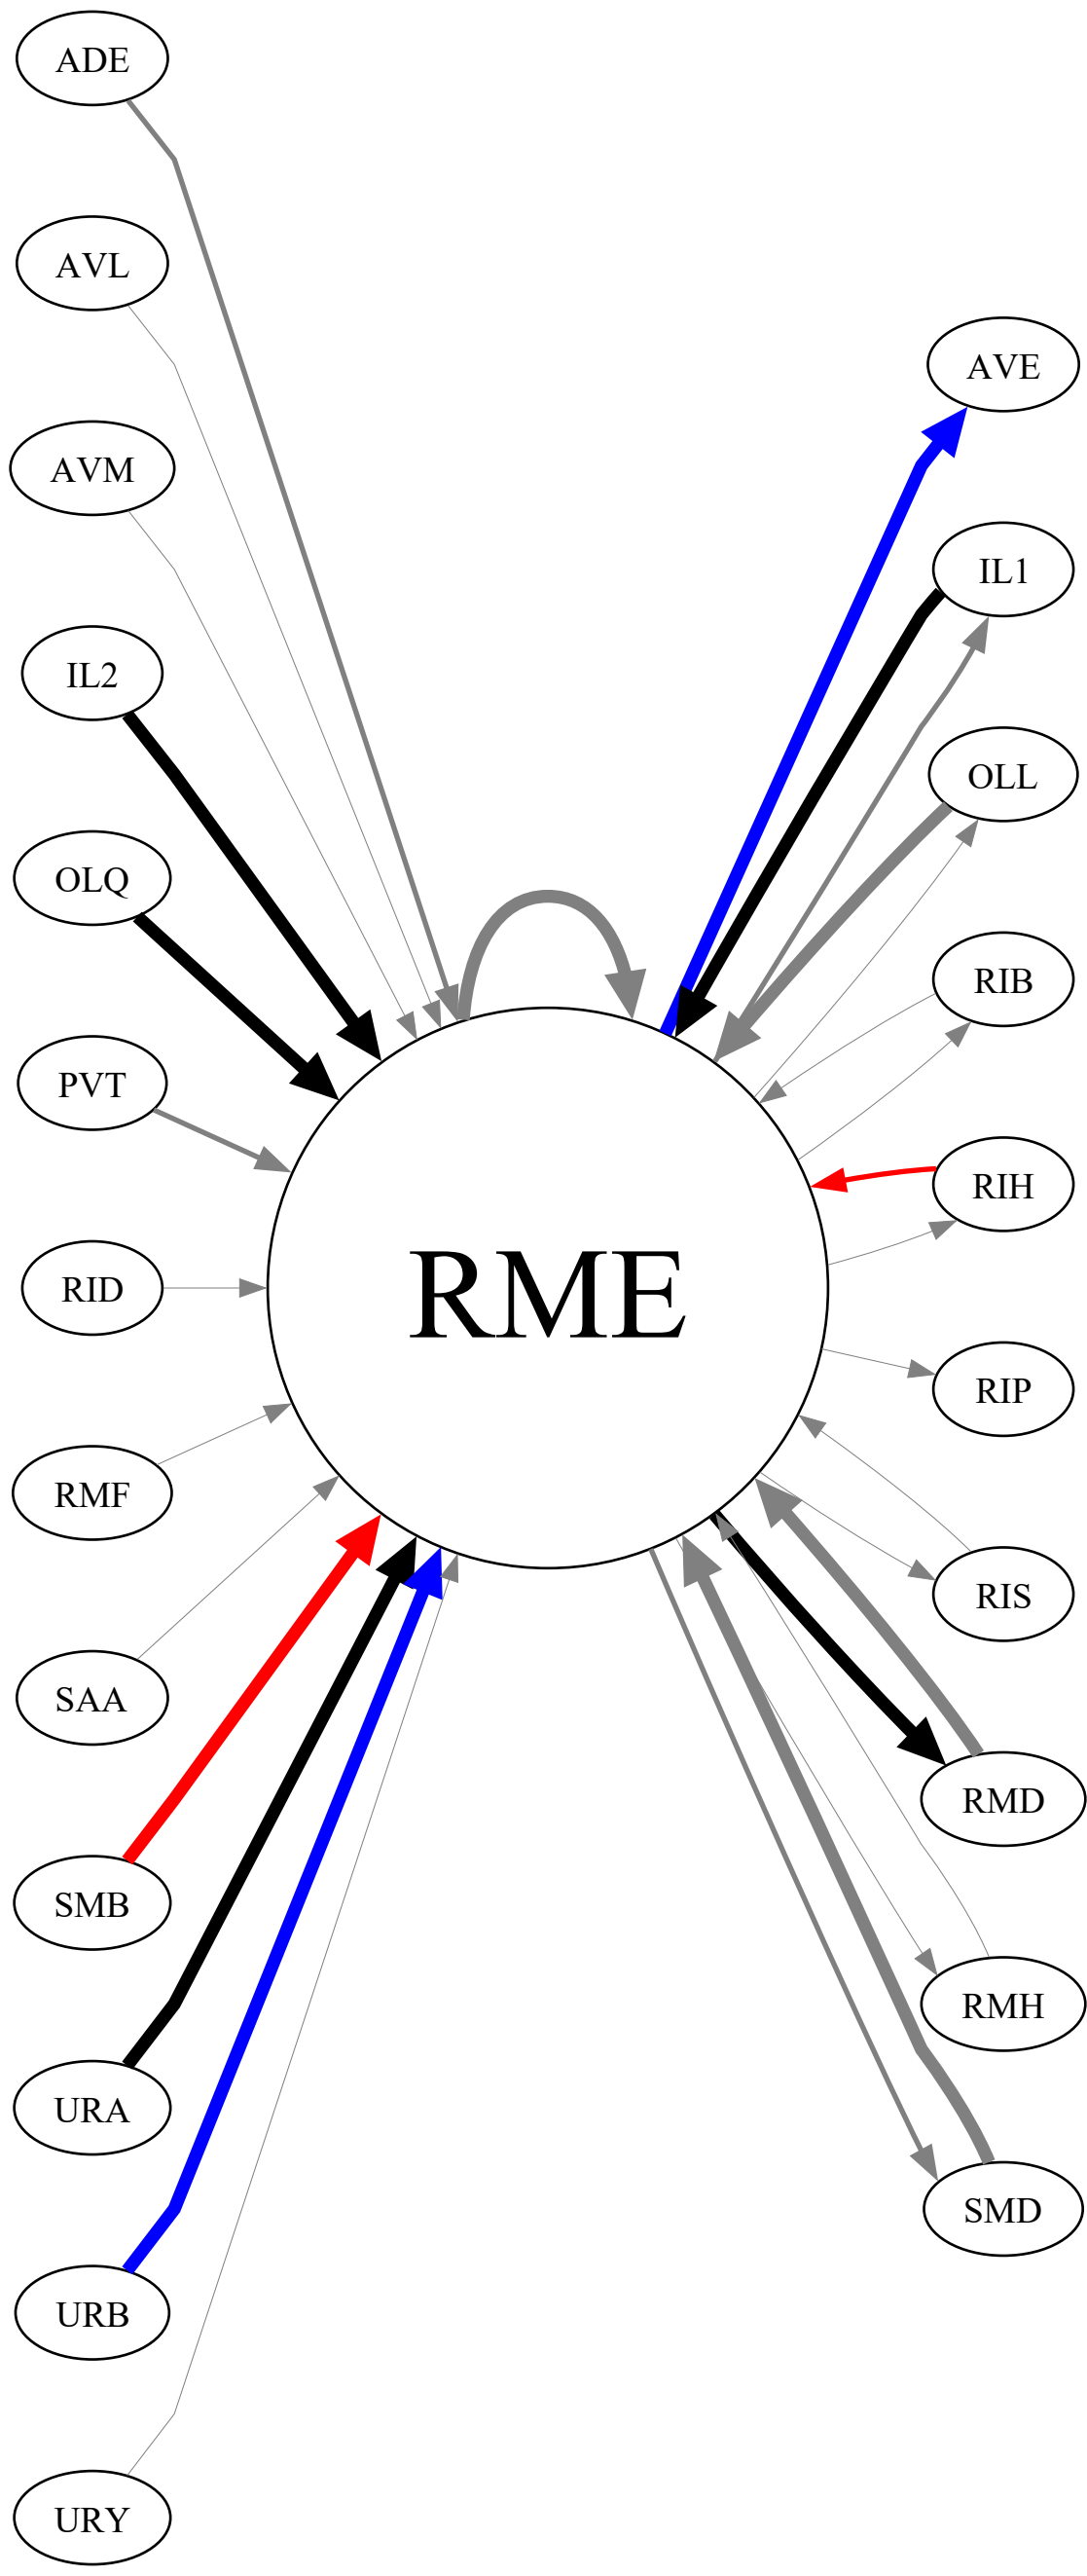 ADE
AVL
AVM
IL2
OLQ
PVT
RID
RMF
SAA
SMB
URA
URB
URY
RME
AVE
IL1
OLL
RIB
RIH
RIP
RIS
RMD
RMH
SMD